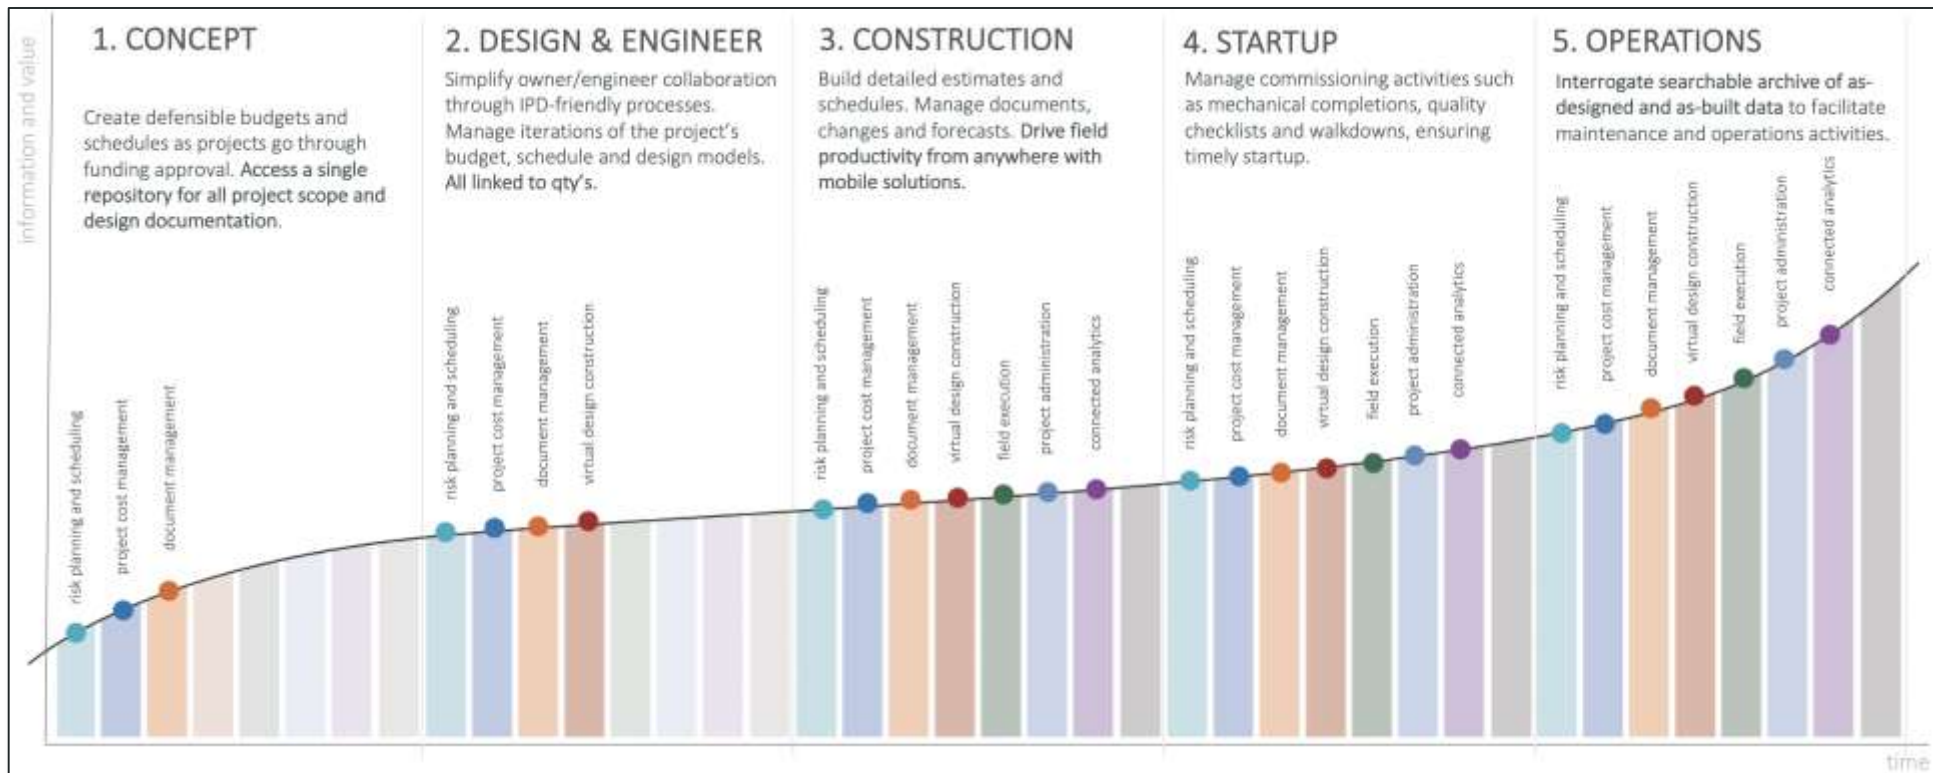 information and value
1. CONCEPT
Create defensible budgets and
schedules as projects go through
funding approval. Access a single
repository for all project scope and
design documentation.
risk planning and scheduling
project cost management
document management
2. DESIGN & ENGINEER
Simplify owner/engineer collaboration
through IPD-friendly processes.
Manage iterations of the project's
budget, schedule and design models.
All linked to qty's.
risk planning and scheduling
project cost management
document management
virtual design construction
3. CONSTRUCTION
Build detailed estimates and
schedules. Manage documents,
changes and forecasts. Drive field
productivity from anywhere with
mobile solutions.
risk planning and scheduling
project cost management
document management
virtual design construction
field execution
project administration
connected analytics
4. STARTUP
Manage commissioning activities such
as mechanical completions, quality
checklists and walkdowns, ensuring
timely startup.
risk planning and scheduling
project cost management
document management
virtual design construction
field execution
project administration
connected analytics
5. OPERATIONS
Interrogate searchable archive of as-
designed and as-built data to facilitate
maintenance and operations activities.
risk planning and scheduling
project cost management
document management
virtual design construction
field execution
project administration
connected analytics
time